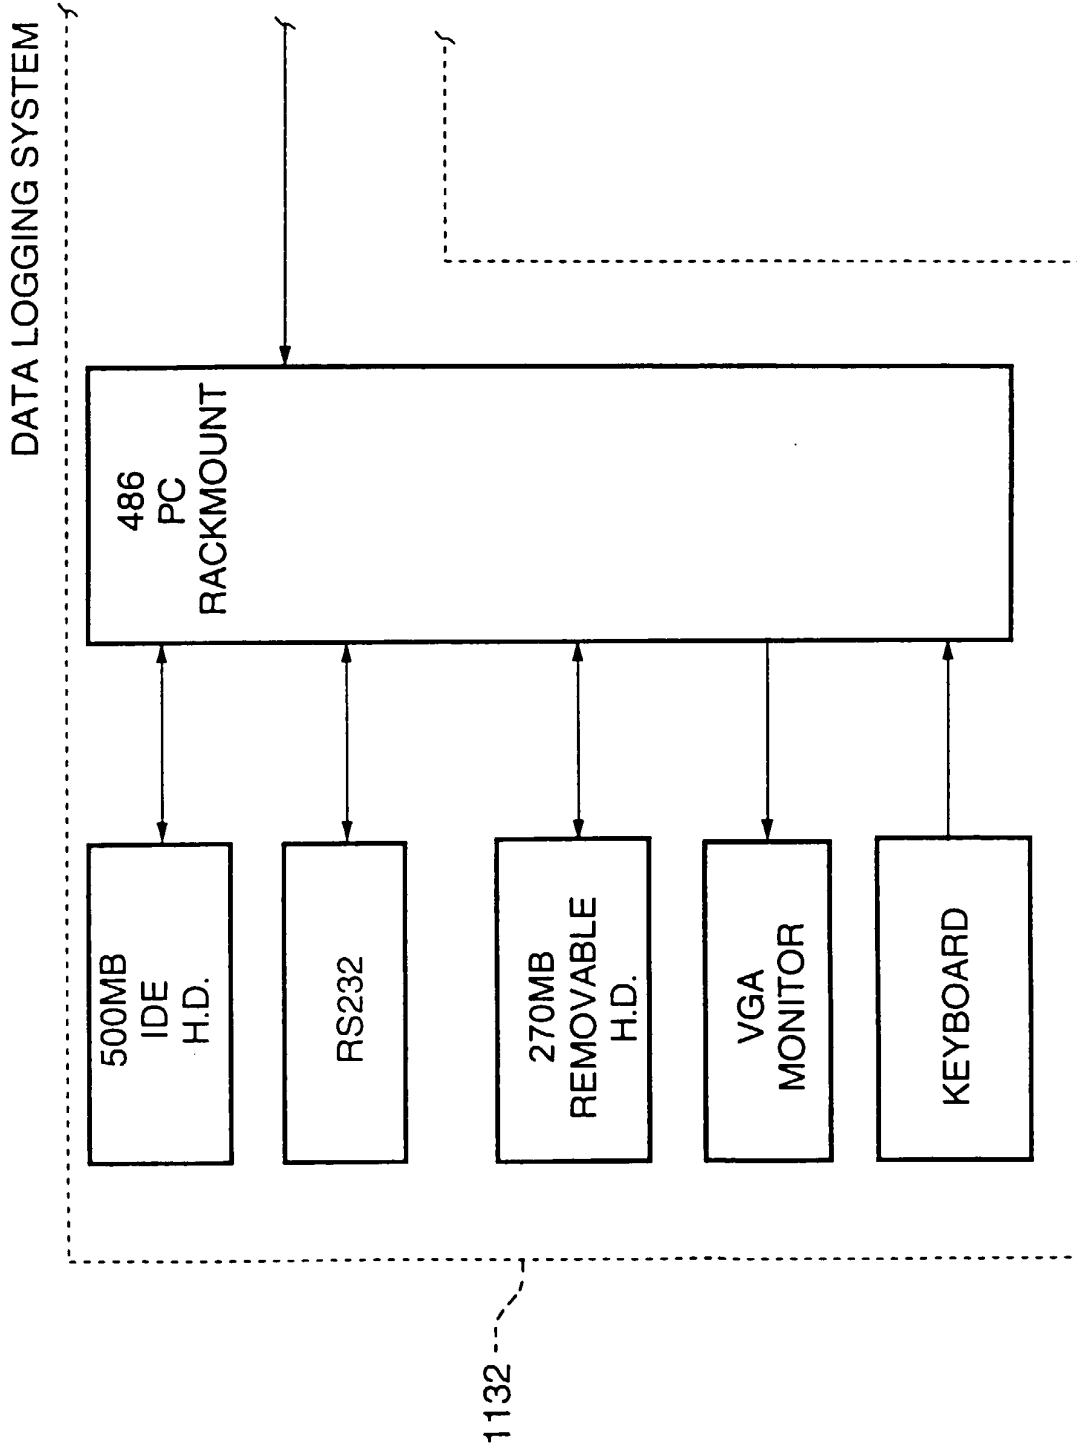 DATA LOGGING SYSTEM
486
PC
RACKMOUNT
500MB
IDE
H.D.
RS232
270MB
REMOVABLE
H.D.
VGA
MONITOR
KEYBOARD
1132